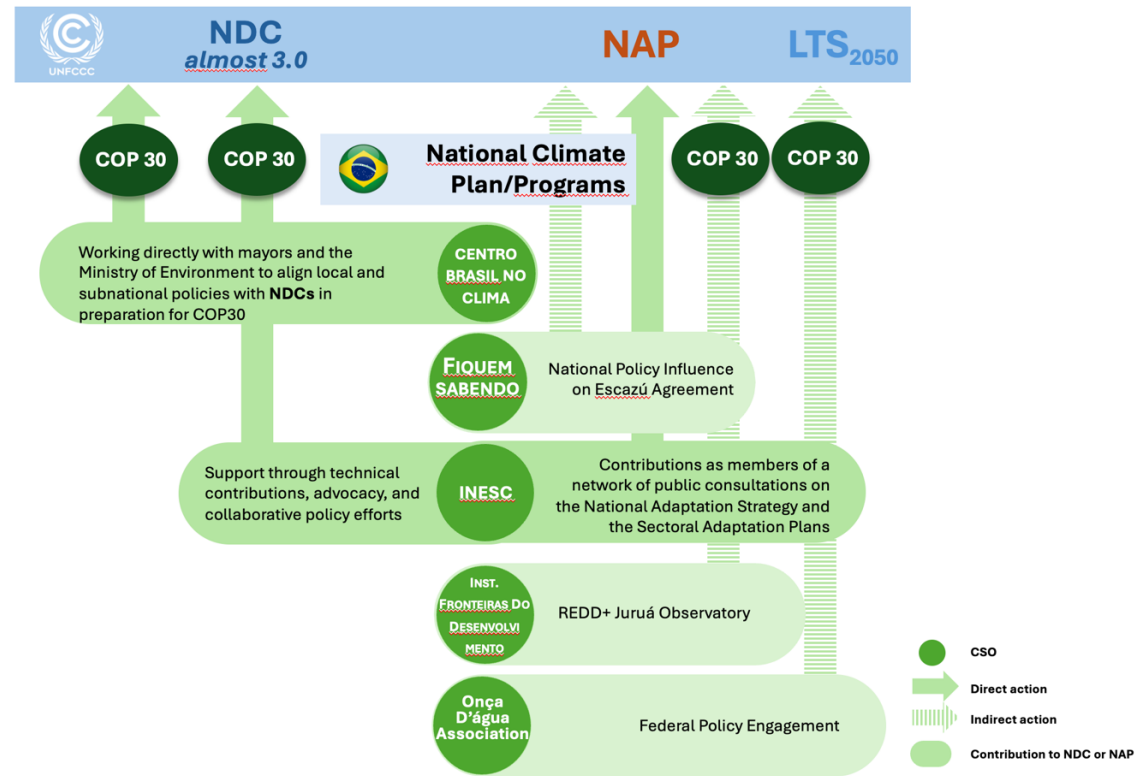 UNFCCC
NDC
almost 3.0
NAP
LTS2050
COP 30
COP 30
National Climate
Plan/Programs
COP 30
COP 30
Working directly with mayors and the
Ministry of Environment to align local and
subnational policies with NDCs in
preparation for COP30
CENTRO
BRASIL NO
CLIMA
FIQUEM
SABENDO
National Policy Influence
on Escazú Agreement
Support through technical
contributions, advocacy, and
collaborative policy efforts
INESC
Contributions as members of a
network of public consultations on
the National Adaptation Strategy and
the Sectoral Adaptation Plans
INST.
FRONTEIRAS DO
DESENVOLVI
MENTO
REDD+ Juruá Observatory
Onça
D'água
Association
Federal Policy Engagement
CSO
Direct action
Indirect action
Contribution to NDC or NAP